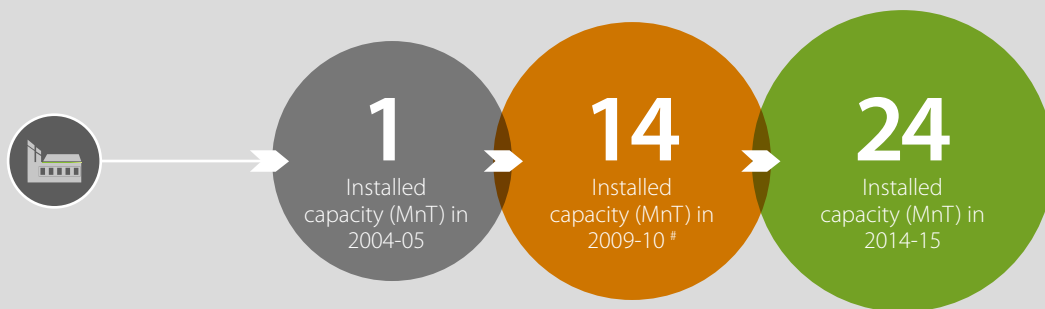 1
Installed
capacity (MnT) in
2004-05
14
Installed
capacity (MnT) in
2009-10 #
24
Installed
capacity (MnT) in
2014-15